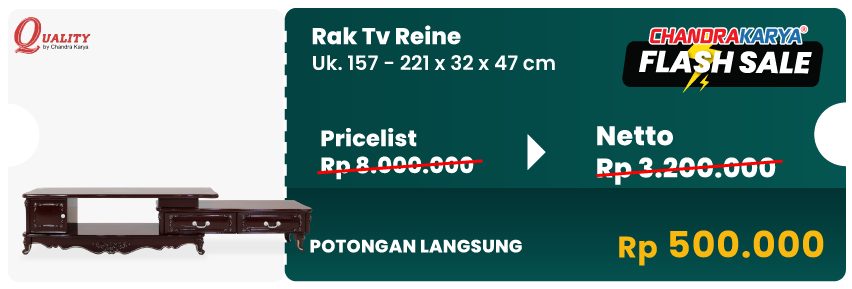 QUALITY
by Chandra Karya
Rak Tv Reine
Uk. 157 - 221 x 32 x 47 cm
CHANDRAKARYA®
FLASH SALE
Pricelist
Rp 8.000.000
Netto
Rp 3.200.000
POTONGAN LANGSUNG
Rp 500.000